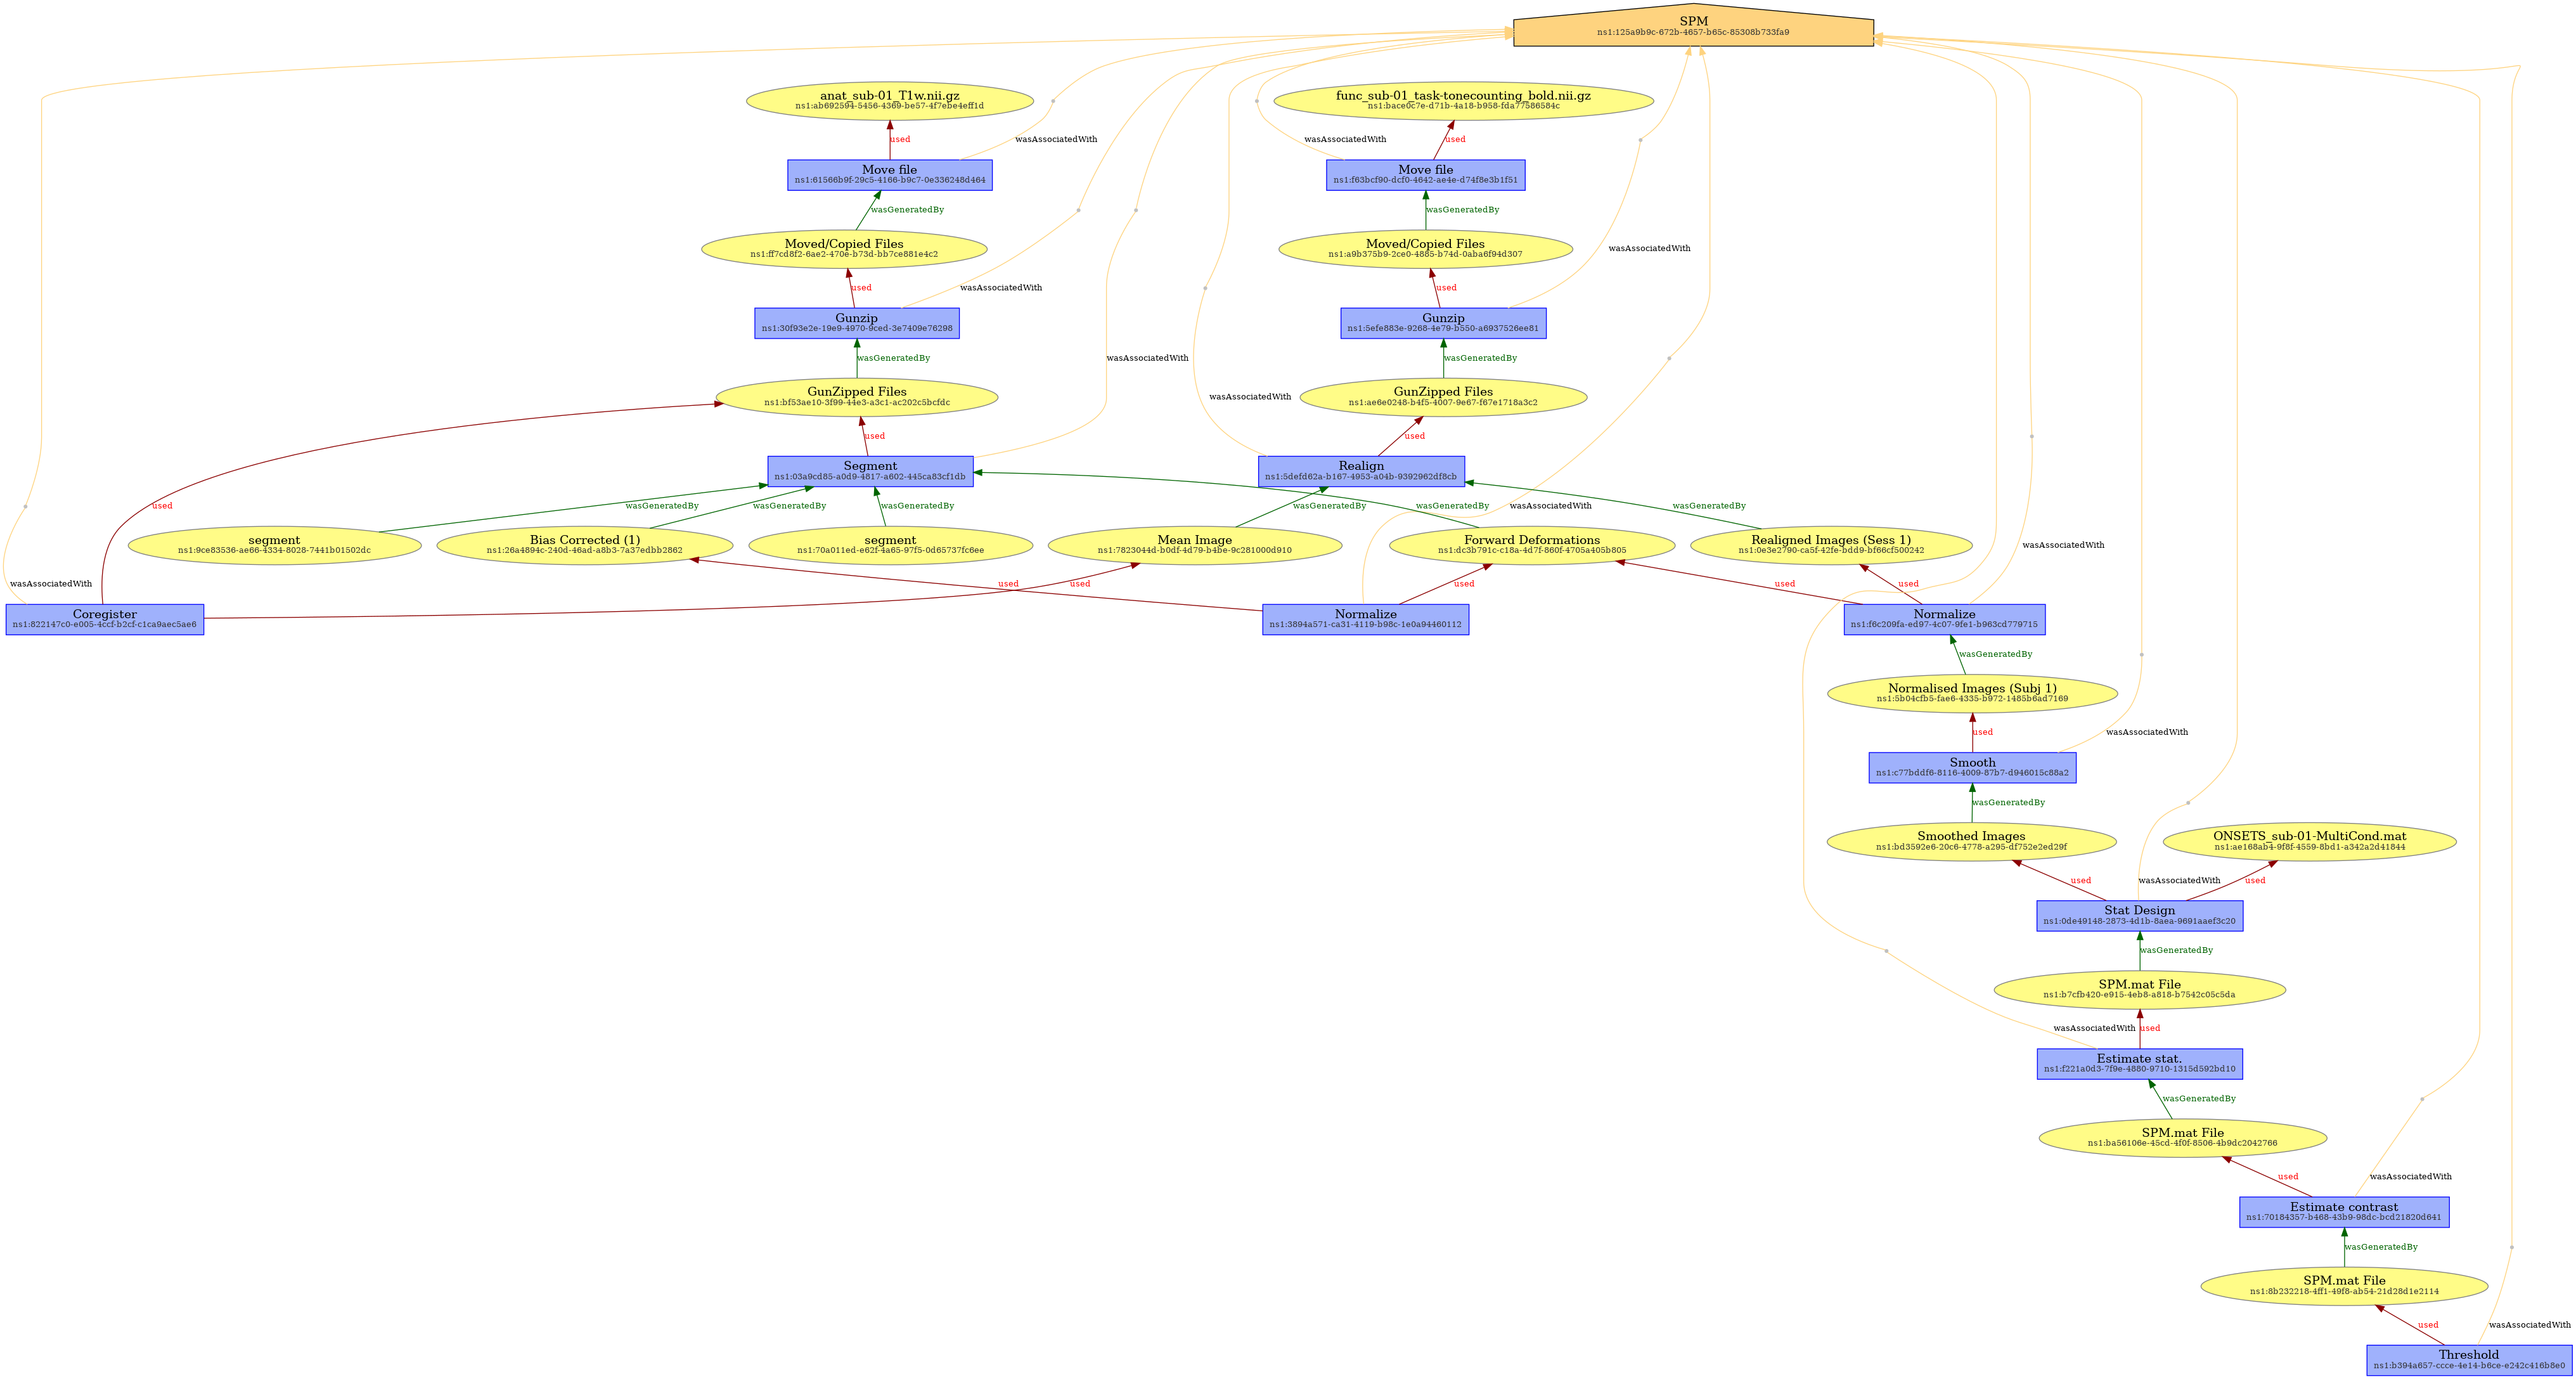 SPM
ns1:125a9b9c-672b-4657-b65c-85308b733fa9
anat_sub-01_T1w.nii.gz
ns1:ab692594-5456-4369-be57-4f7ebe4eff1d
func_sub-01_task-tonecounting_bold.nii.gz
ns1:bace0c7e-d71b-4a18-b958-fda77586584c
used
wasAssociatedWith
wasAssociatedWith
used
Move file
ns1:61566b9f-29c5-4166-b9c7-0e336248d464
Move file
ns1:f63bcf90-dcf0-4642-ae4e-d74f8e3b1f51
wasGeneratedBy
wasGeneratedBy
Moved/Copied Files
ns1:ff7cd8f2-6ae2-470e-b73d-bb7ce881e4c2
Moved/Copied Files
ns1:a9b375b9-2ce0-4885-b74d-0aba6f94d307
wasAssociatedWith
used
wasAssociatedWith
used
Gunzip
ns1:30f93e2e-19e9-4970-9ced-3e7409e76298
Gunzip
ns1:5efe883e-9268-4e79-b550-a6937526ee81
wasGeneratedBy
wasAssociatedWith
wasGeneratedBy
GunZipped Files
ns1:bf53ae10-3f99-44e3-a3c1-ac202c5bcfdc
GunZipped Files
ns1:ae6e0248-b4f5-4007-9e67-f67e1718a3c2
wasAssociatedWith
used
used
Segment
ns1:03a9cd85-a0d9-4817-a602-445ca83cf1db
Realign
ns1:5defd62a-b167-4953-a04b-9392962df8cb
used
wasGeneratedBy
wasGeneratedBy
wasGeneratedBy
wasGeneratedBy
wasGeneratedBy
wasAssociatedWith
wasGeneratedBy
segment
ns1:9ce83536-ae66-4334-8028-7441b01502dc
Bias Corrected (1)
ns1:26a4894c-240d-46ad-a8b3-7a37edbb2862
segment
ns1:70a011ed-e62f-4a65-97f5-0d65737fc6ee
Mean Image
ns1:7823044d-b0df-4d79-b4be-9c281000d910
Forward Deformations
ns1:dc3b791c-c18a-4d7f-860f-4705a405b805
Realigned Images (Sess 1)
ns1:0e3e2790-ca5f-42fe-bdd9-bf66cf500242
wasAssociatedWith
wasAssociatedWith
used
used
used
used
used
Coregister
ns1:822147c0-e005-4ccf-b2cf-c1ca9aec5ae6
Normalize
ns1:3894a571-ca31-4119-b98c-1e0a94460112
Normalize
ns1:f6c209fa-ed97-4c07-9fe1-b963cd779715
wasGeneratedBy
Normalised Images (Subj 1)
ns1:5b04cfb5-fae6-4335-b972-1485b6ad7169
used
wasAssociatedWith
Smooth
ns1:c77bddf6-8116-4009-87b7-d946015c88a2
wasGeneratedBy
Smoothed Images
ns1:bd3592e6-20c6-4778-a295-df752e2ed29f
ONSETS_sub-01-MultiCond.mat
ns1:ae168ab4-9f8f-4559-8bd1-a342a2d41844
used
wasAssociatedWith
used
Stat Design
ns1:0de49148-2873-4d1b-8aea-9691aaef3c20
wasGeneratedBy
SPM.mat File
ns1:b7cfb420-e915-4eb8-a818-b7542c05c5da
wasAssociatedWith
used
Estimate stat.
ns1:f221a0d3-7f9e-4880-9710-1315d592bd10
wasGeneratedBy
SPM.mat File
ns1:ba56106e-45cd-4f0f-8506-4b9dc2042766
used
wasAssociatedWith
Estimate contrast
ns1:70184357-b468-43b9-98dc-bcd21820d641
wasGeneratedBy
SPM.mat File
ns1:8b232218-4ff1-49f8-ab54-21d28d1e2114
used
wasAssociatedWith
Threshold
ns1:b394a657-ccce-4e14-b6ce-e242c416b8e0